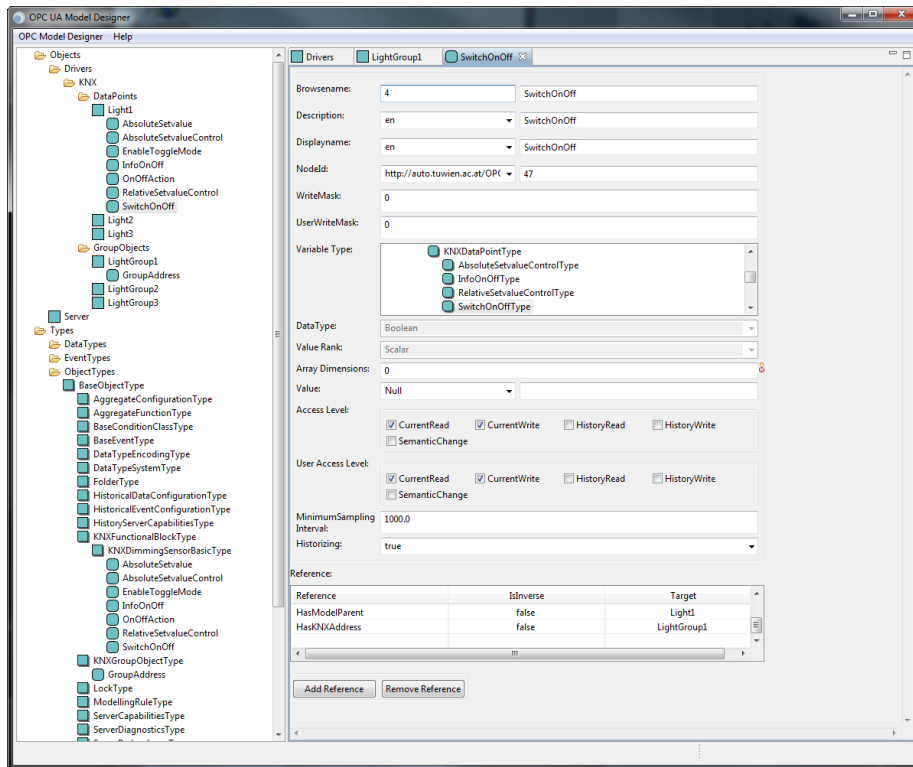 OPC UA Model Designer
OPC Model Designer Help
Objects
Drivers
KNX
DataPoints
Light1
AbsoluteSetvalue
AbsoluteSetvalueControl
EnableToggleMode
InfoOnOff
OnOffAction
RelativeSetvalueControl
SwitchOnOff
Light2
Light3
GroupObjects
LightGroup1
GroupAddress
LightGroup2
LightGroup3
Server
Types
DataTypes
EventTypes
ObjectTypes
BaseObjectType
AggregateConfigurationType
AggregateFunctionType
BaseConditionClassType
BaseEventType
DataTypeEncodingType
DataTypeSystemType
FolderType
HistoricalDataConfigurationType
HistoricalEventConfigurationType
HistoryServerCapabilitiesType
KNXFunctionalBlockType
KNXDimmingSensorBasicType
AbsoluteSetvalue
AbsoluteSetvalueControl
EnableToggleMode
InfoOnOff
OnOffAction
RelativeSetvalueControl
SwitchOnOff
KNXGroupObjectType
GroupAddress
LockType
ModellingRuleType
ServerCapabilitiesType
ServerDiagnosticsType
Drivers LightGroup1 SwitchOnOff
Browsename: 4 SwitchOnOff
Description: en SwitchOnOff
Displayname: en SwitchOnOff
NodeId: http://auto.tuwien.ac.at/OPC 47
WriteMask: 0
UserWriteMask: 0
Variable Type: KNXDataPointType
AbsoluteSetvalueControlType
InfoOnOffType
RelativeSetvalueControlType
SwitchOnOffType
DataType: Boolean
Value Rank: Scalar
Array Dimensions: 0
Value: Null
Access Level:
CurrentRead CurrentWrite HistoryRead HistoryWrite
SemanticChange
User Access Level:
CurrentRead CurrentWrite HistoryRead HistoryWrite
SemanticChange
MinimumSampling 1000.0
Interval:
Historizing: true
Reference:
Reference IsInverse Target
HasModelParent false Light1
HasKNXAddress false LightGroup1
Add Reference Remove Reference